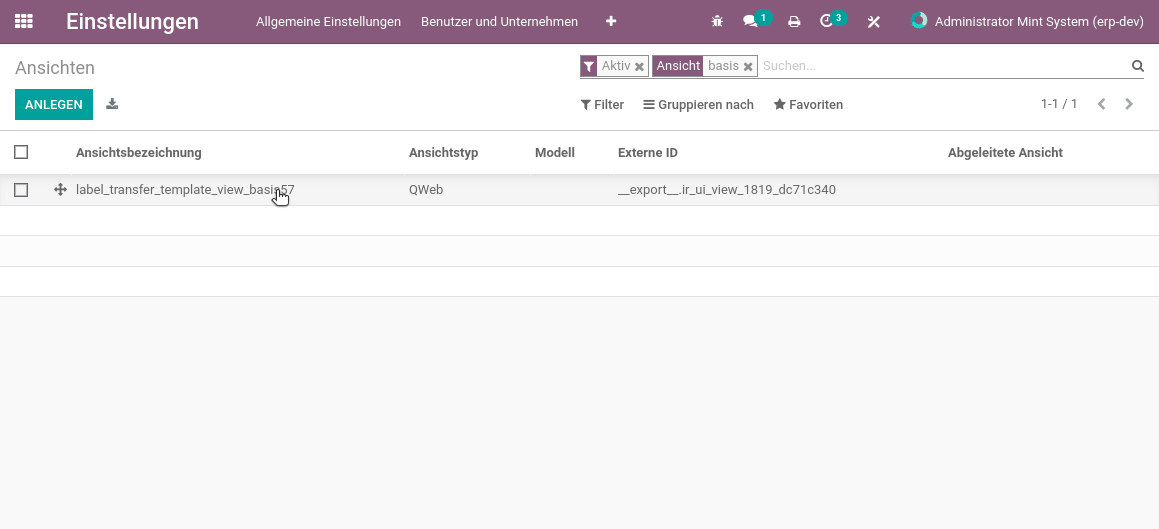 Einstellungen Allgemeine Einstellungen Benutzer und Unternehmen 1 3 Administrator Mint System (erp-dev)
Ansichten Aktiv Ansicht basis Suchen...
ANLEGEN Filter Gruppieren nach Favoriten 1-1 / 1
Ansichtsbezeichnung Ansichtstyp Modell Externe ID Abgeleitete Ansicht
label_transfer_template_view_basis57 QWeb __export__.ir_ui_view_1819_dc71c340